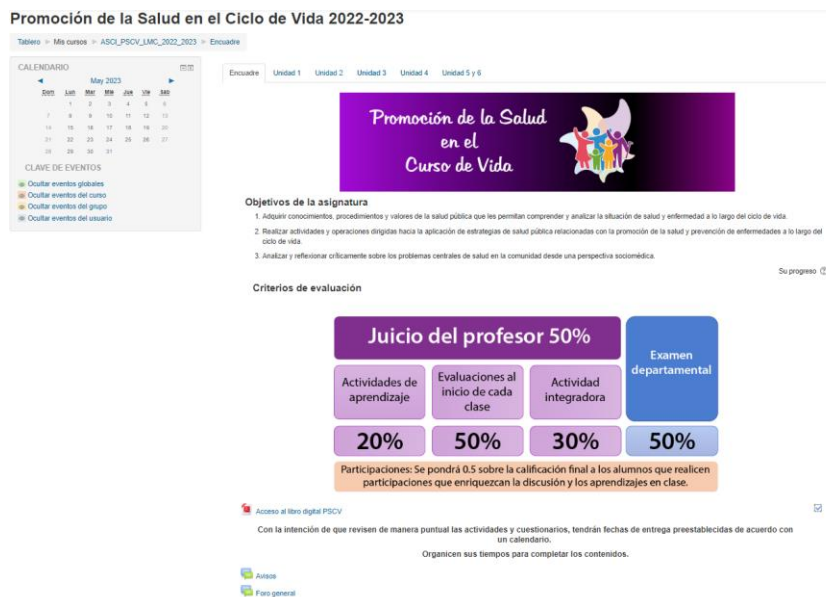 Promoción de la Salud en el Ciclo de Vida 2022-2023
Tablero ► Mis cursos ► ASCI_PSCV_LMC_2022_2023 ► Encuadre
CALENDARIO
◄ May 2023 ►
Dom Lun Mar Mié Jue Vie Sáb
1 2 3 4 5 6
7 8 9 10 11 12 13
14 15 16 17 18 19 20
21 22 23 24 25 26 27
28 29 30 31
CLAVE DE EVENTOS
Ocultar eventos globales
Ocultar eventos del curso
Ocultar eventos del grupo
Ocultar eventos del usuario
Encuadre Unidad 1 Unidad 2 Unidad 3 Unidad 4 Unidad 5 y 6
Promoción de la Salud
en el
Curso de Vida
Objetivos de la asignatura
1. Adquirir conocimientos, procedimientos y valores de la salud pública que les permitan comprender y analizar la situación de salud y enfermedad a lo largo del ciclo de vida.
2. Realizar actividades y operaciones dirigidas hacia la aplicación de estrategias de salud pública relacionadas con la promoción de la salud y prevención de enfermedades a lo largo del
ciclo de vida.
3. Analizar y reflexionar críticamente sobre los problemas centrales de salud en la comunidad desde una perspectiva sociomédica.
Su progreso
Criterios de evaluación
Juicio del profesor 50%
Examen
departamental
Actividades de
aprendizaje
Evaluaciones al
inicio de cada
clase
Actividad
integradora
20% 50% 30% 50%
Participaciones: Se pondrá 0.5 sobre la calificación final a los alumnos que realicen
participaciones que enriquezcan la discusión y los aprendizajes en clase.
Acceso al libro digital PSCV
Con la intención de que revisen de manera puntual las actividades y cuestionarios, tendrán fechas de entrega preestablecidas de acuerdo con
un calendario.
Organicen sus tiempos para completar los contenidos.
Avisos
Foro general